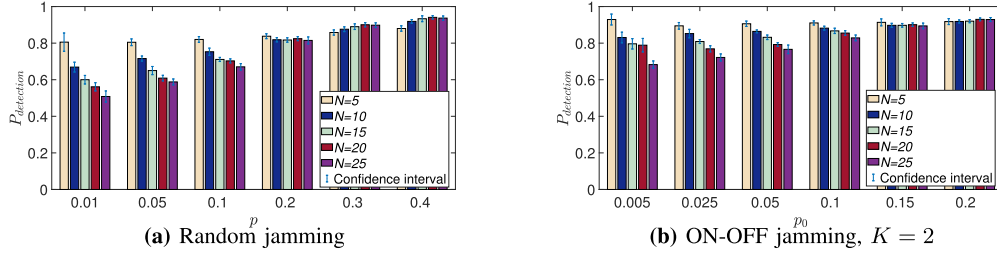 1
0.8
0.6
0.4
0.2
0
P_detection
N=5
N=10
N=15
N=20
N=25
Confidence interval
0.01 0.05 0.1 0.2 0.3 0.4
p
(a) Random jamming
1
0.8
0.6
0.4
0.2
0
P_detection
N=5
N=10
N=15
N=20
N=25
Confidence interval
0.005 0.025 0.05 0.1 0.15 0.2
p_0
(b) ON-OFF jamming, K = 2